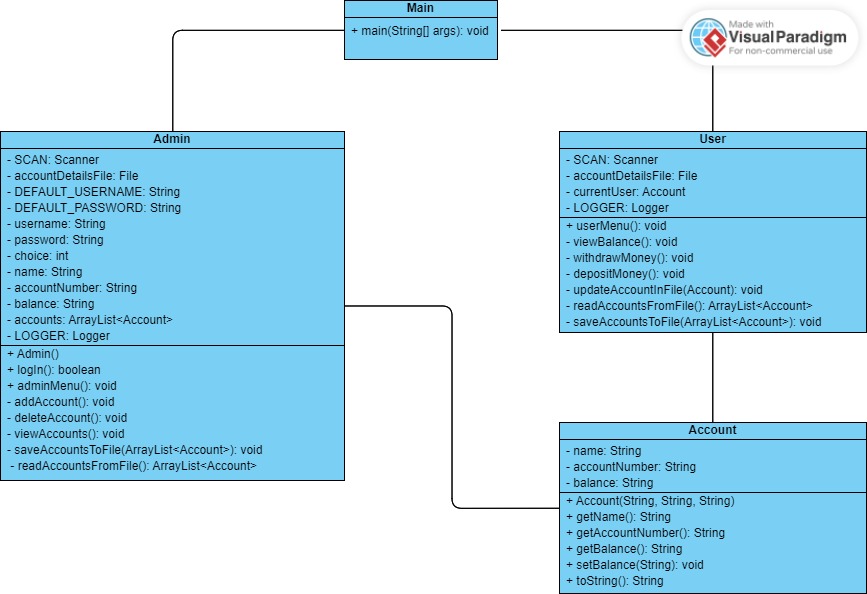 Main
+ main(String[] args): void
Made with
VisualParadigm
For non-commercial use
Admin
- SCAN: Scanner
- accountDetailsFile: File
- DEFAULT_USERNAME: String
- DEFAULT_PASSWORD: String
- username: String
- password: String
- choice: int
- name: String
- accountNumber: String
- balance: String
- accounts: ArrayList<Account>
- LOGGER: Logger
+ Admin()
+ logIn(): boolean
+ adminMenu(): void
- addAccount(): void
- deleteAccount(): void
- viewAccounts(): void
- saveAccountsToFile(ArrayList<Account>): void
- readAccountsFromFile(): ArrayList<Account>
User
- SCAN: Scanner
- accountDetailsFile: File
- currentUser: Account
- LOGGER: Logger
+ userMenu(): void
- viewBalance(): void
- withdrawMoney(): void
- depositMoney(): void
- updateAccountInFile(Account): void
- readAccountsFromFile(): ArrayList<Account>
- saveAccountsToFile(ArrayList<Account>): void
Account
- name: String
- accountNumber: String
- balance: String
+ Account(String, String, String)
+ getName(): String
+ getAccountNumber(): String
+ getBalance(): String
+ setBalance(String): void
+ toString(): String